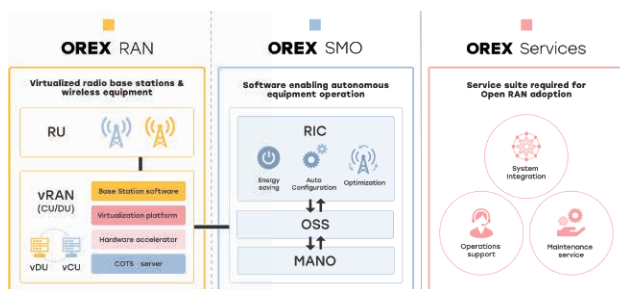 OREX RAN
Virtualized radio base stations &
wireless equipment
RU
vRAN
(CU/DU)
Base Station software
Virtualization platform
Hardware accelerator
COTS server
vDU
vCU
OREX SMO
Software enabling autonomous
equipment operation
RIC
Energy
saving
Auto
Configuration
Optimization
OSS
MANO
OREX Services
Service suite required for
Open RAN adoption
System
Integration
Operations
support
Maintenance
service